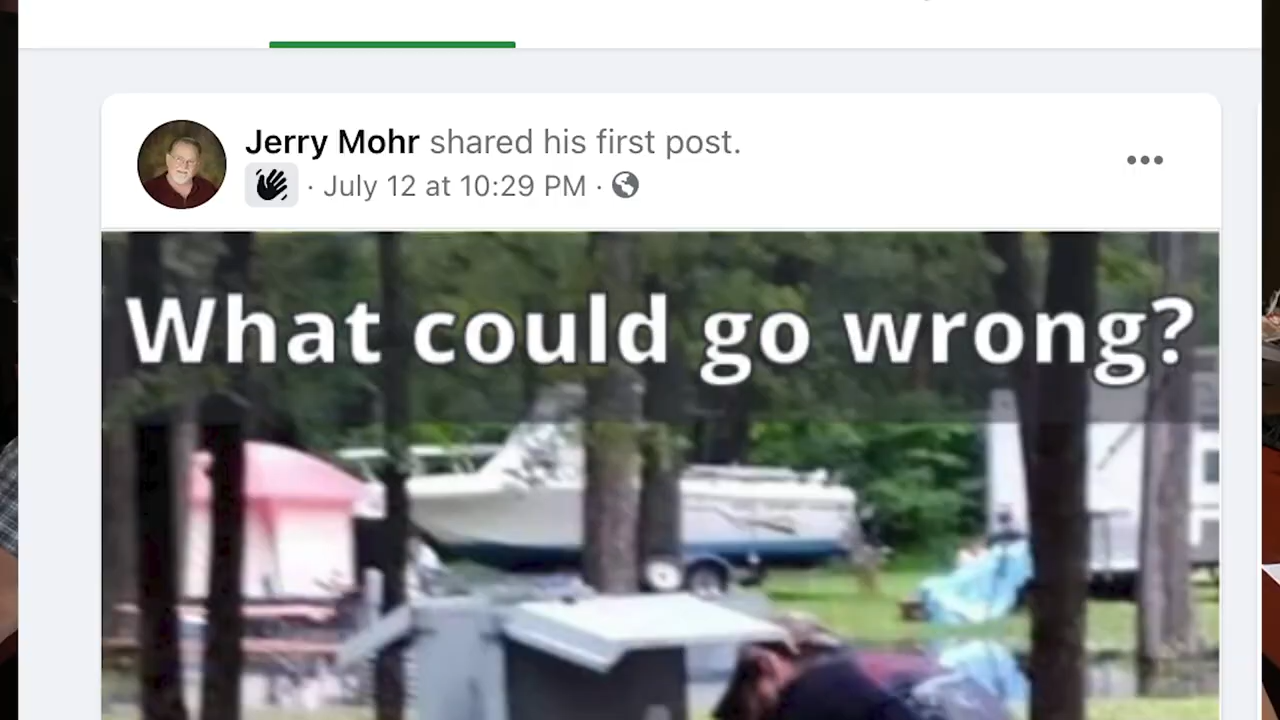 Jerry Mohr shared his first post.
· July 12 at 10:29 PM ·
What could go wrong?